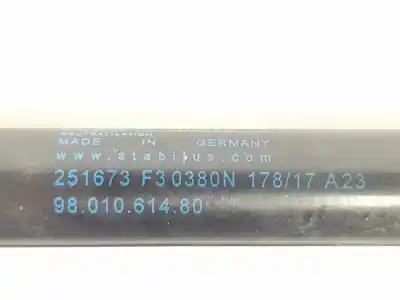 MADE IN GERMANY
www.stabilus.com
251673 F3 0380N 178/17 A23
98.010.614.80